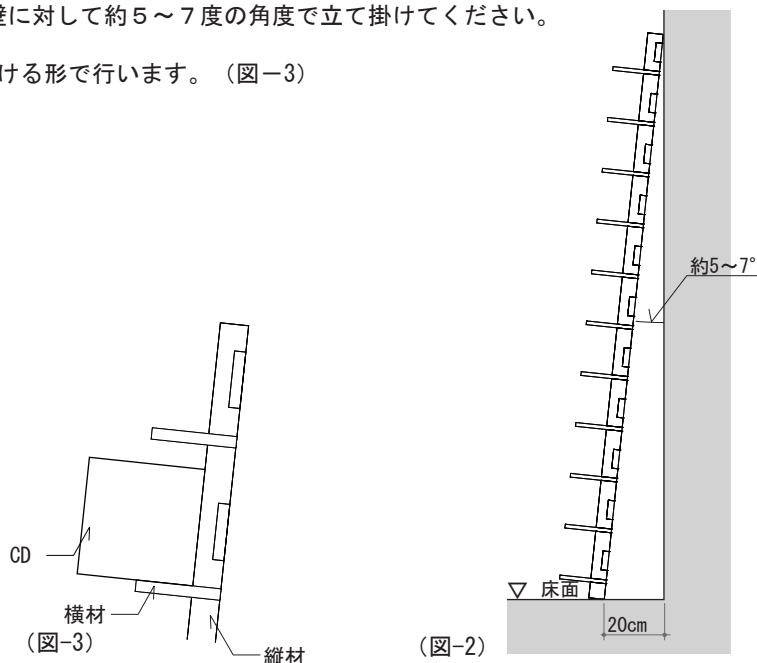 壁に対して約５～７度の角度で立て掛けてください。
ける形で行います。（図－3）
約5～7°
CD
横材
（図-3）
縦材
▽ 床面
20cm
（図-2）